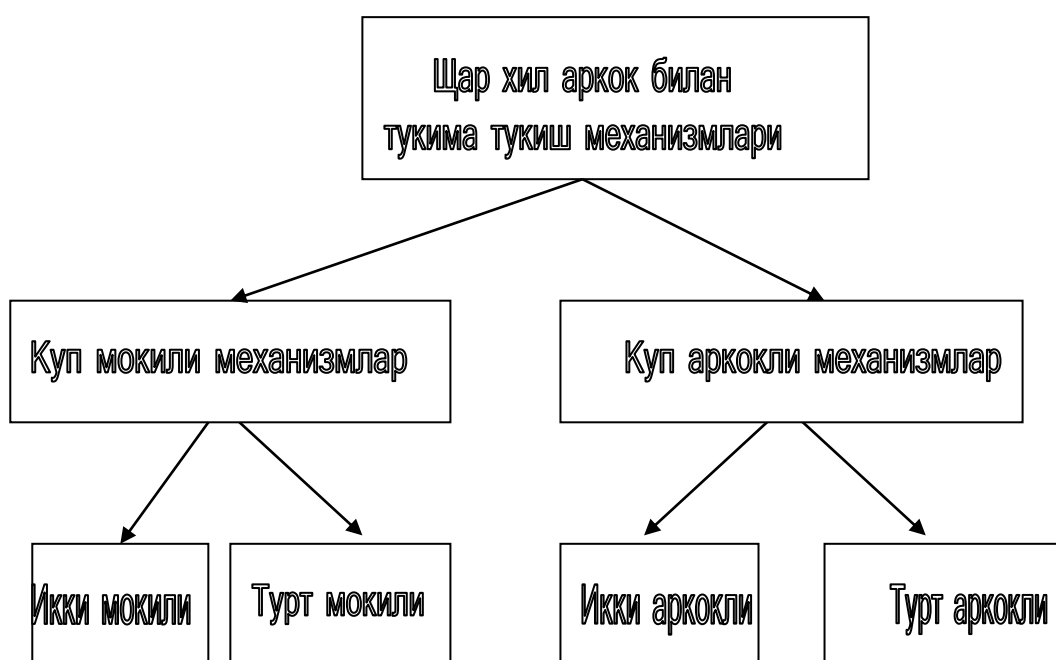 Щар хил аркок билан
тукима тукиш механизмлари
Куп мокили механизмлар
Куп аркокли механизмлар
Икки мокили
Турт мокили
Икки аркокли
Турт аркокли